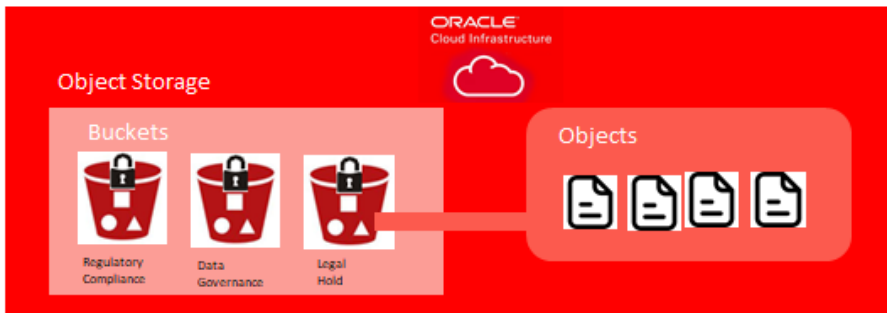 ORACLE
Cloud Infrastructure
Object Storage
Buckets
Objects
Regulatory
Compliance
Data
Governance
Legal
Hold